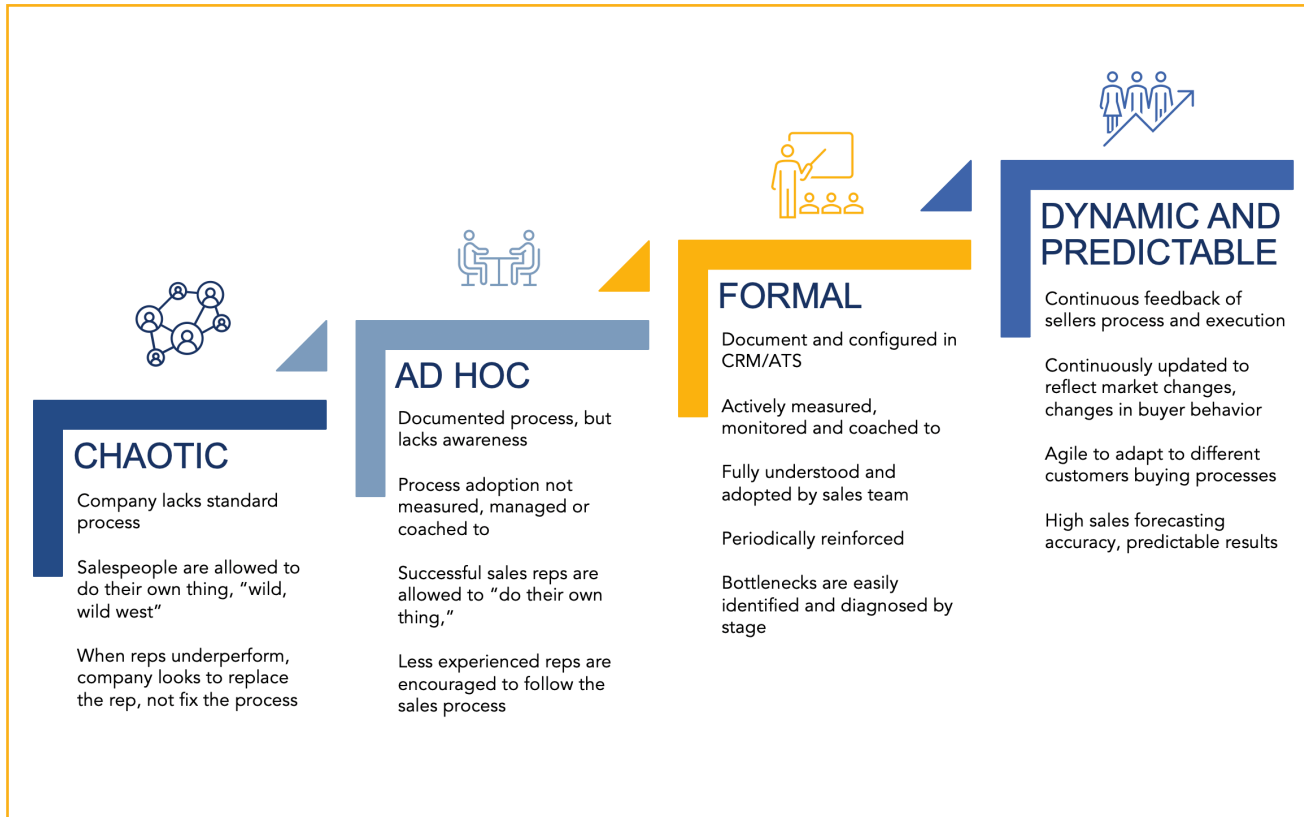 CHAOTIC
Company lacks standard
process
Salespeople are allowed to
do their own thing, “wild,
wild west”
When reps underperform,
company looks to replace
the rep, not fix the process
AD HOC
Documented process, but
lacks awareness
Process adoption not
measured, managed or
coached to
Successful sales reps are
allowed to “do their own
thing,”
Less experienced reps are
encouraged to follow the
sales process
FORMAL
Document and configured in
CRM/ATS
Actively measured,
monitored and coached to
Fully understood and
adopted by sales team
Periodically reinforced
Bottlenecks are easily
identified and diagnosed by
stage
DYNAMIC AND
PREDICTABLE
Continuous feedback of
sellers process and execution
Continuously updated to
reflect market changes,
changes in buyer behavior
Agile to adapt to different
customers buying processes
High sales forecasting
accuracy, predictable results